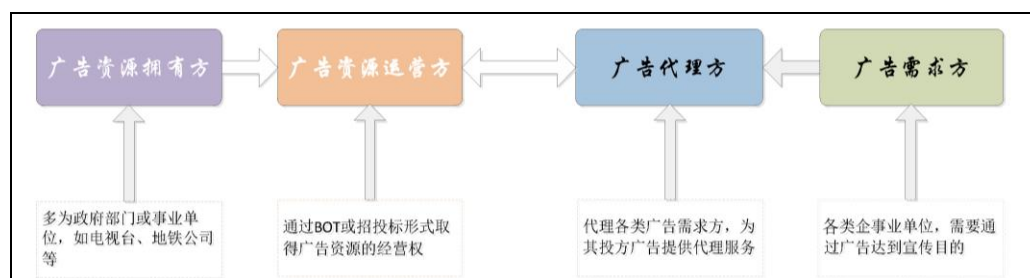 广告资源拥有方
广告资源运营方
广告代理方
广告需求方
多为政府部门或事业单
位，如电视台、地铁公司
等
通过BOT或招投标形式取
得广告资源的经营权
代理各类广告需求方，为
其投方广告提供代理服务
各类企事业单位，需要通
过广告达到宣传目的